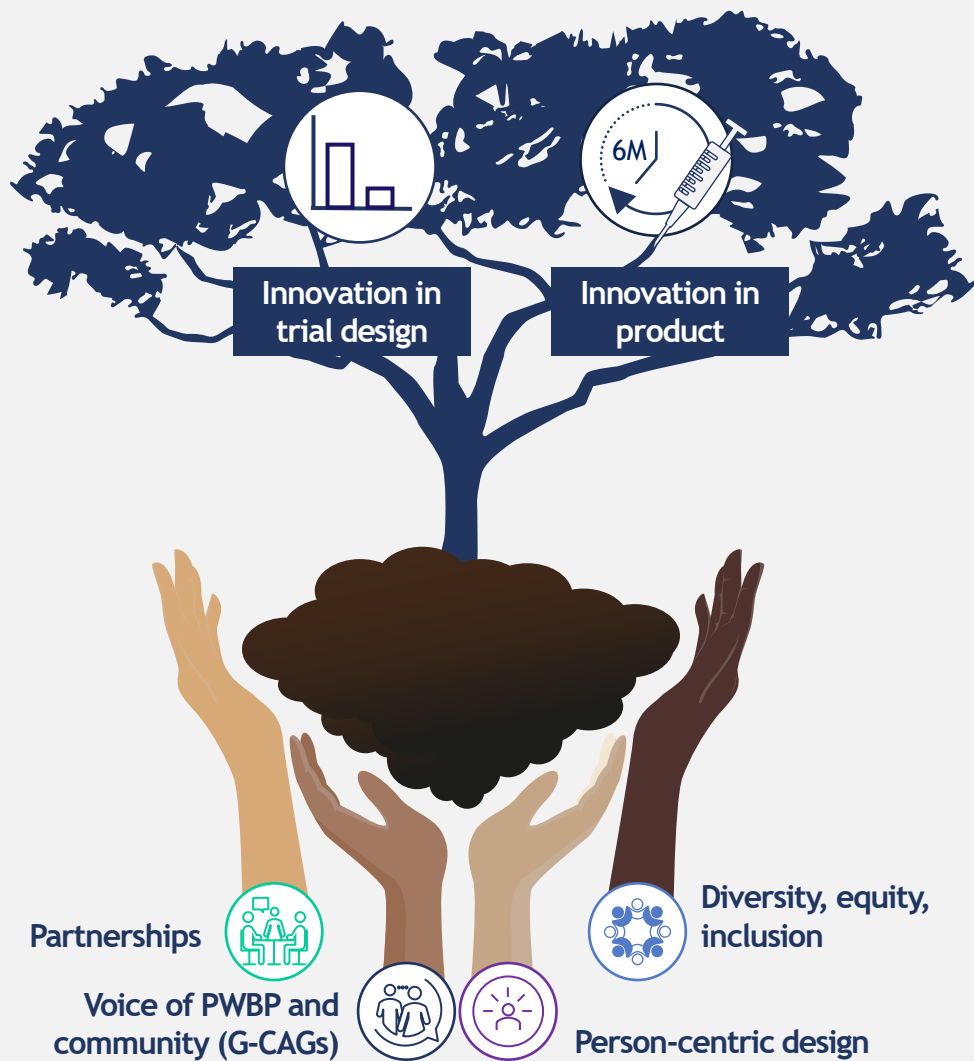 6M
Innovation in
trial design
Innovation in
product
Partnerships
Diversity, equity,
inclusion
Voice of PWBP and
community (G-CAGs)
Person-centric design